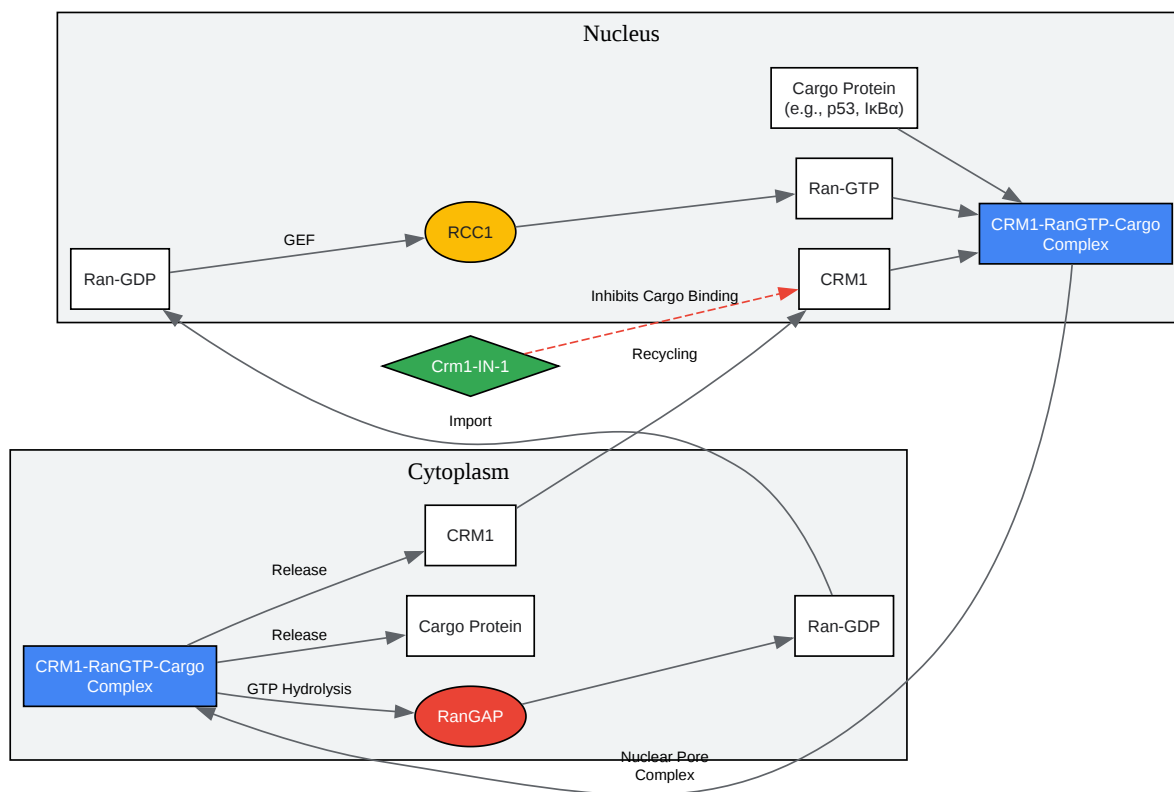 Nucleus
Cargo Protein
(e.g., p53, IκBα)
Ran-GTP
CRM1-RanGTP-Cargo
Complex
RCC1
GEF
Ran-GDP
CRM1
Inhibits Cargo Binding
Recycling
Crm1-IN-1
Import
Cytoplasm
CRM1
Release
Cargo Protein
Release
Ran-GDP
CRM1-RanGTP-Cargo
Complex
GTP Hydrolysis
RanGAP
Nuclear Pore
Complex